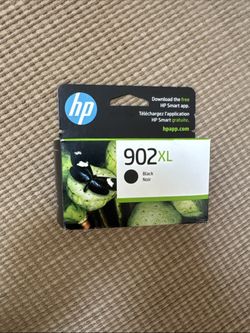 hp
Download the free
HP Smart app.
Téléchargez l'application
HP Smart gratuite.
hpapp.com
902XL
Black
Noir